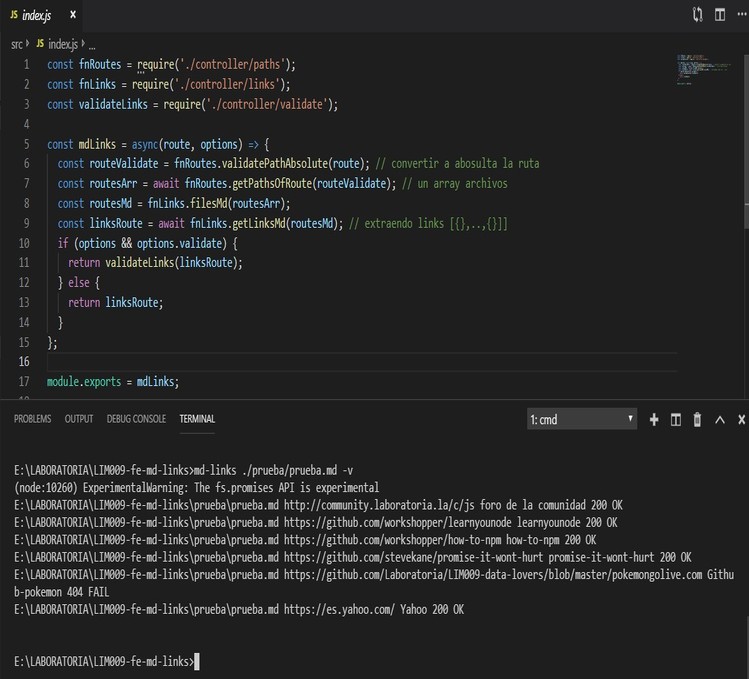 JS index.js x
src > JS index.js > ...
1 const fnRoutes = require('./controller/paths');
2 const fnLinks = require('./controller/links');
3 const validateLinks = require('./controller/validate');
4
5 const mdLinks = async(route, options) => {
6   const routeValidate = fnRoutes.validatePathAbsolute(route); // convertir a abosulta la ruta
7   const routesArr = await fnRoutes.getPathsOfRoute(routeValidate); // un array archivos
8   const routesMd = fnLinks.filesMd(routesArr);
9   const linksRoute = await fnLinks.getLinksMd(routesMd); // extraendo links [{},..,{}]]
10   if (options && options.validate) {
11     return validateLinks(linksRoute);
12   } else {
13     return linksRoute;
14   }
15 };
16
17 module.exports = mdLinks;
PROBLEMS OUTPUT DEBUG CONSOLE TERMINAL 1: cmd
E:\LABORATORIA\LIM009-fe-md-links>md-links ./prueba/prueba.md -v
(node:10260) ExperimentalWarning: The fs.promises API is experimental
E:\LABORATORIA\LIM009-fe-md-links\prueba\prueba.md http://community.laboratoria.la/c/js foro de la comunidad 200 OK
E:\LABORATORIA\LIM009-fe-md-links\prueba\prueba.md https://github.com/workshopper/learnyounode learnyounode 200 OK
E:\LABORATORIA\LIM009-fe-md-links\prueba\prueba.md https://github.com/workshopper/how-to-npm how-to-npm 200 OK
E:\LABORATORIA\LIM009-fe-md-links\prueba\prueba.md https://github.com/stevekane/promise-it-wont-hurt promise-it-wont-hurt 200 OK
E:\LABORATORIA\LIM009-fe-md-links\prueba\prueba.md https://github.com/Laboratoria/LIM009-data-lovers/blob/master/pokemongolive.com Githu
b-pokemon 404 FAIL
E:\LABORATORIA\LIM009-fe-md-links\prueba\prueba.md https://es.yahoo.com/ Yahoo 200 OK
E:\LABORATORIA\LIM009-fe-md-links>